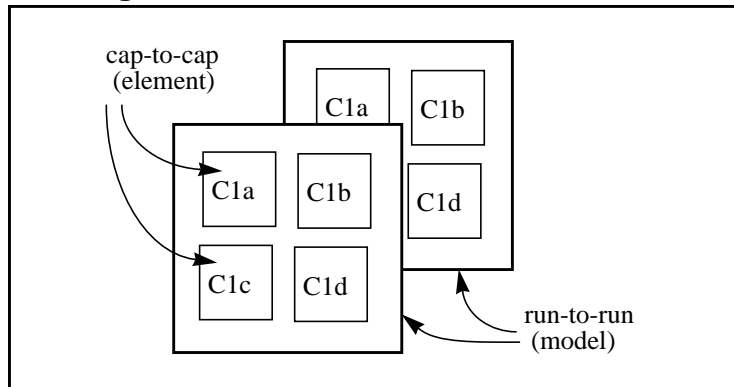 cap-to-cap
(element)
C1a
C1b
C1d
C1a
C1b
C1c
C1d
run-to-run
(model)